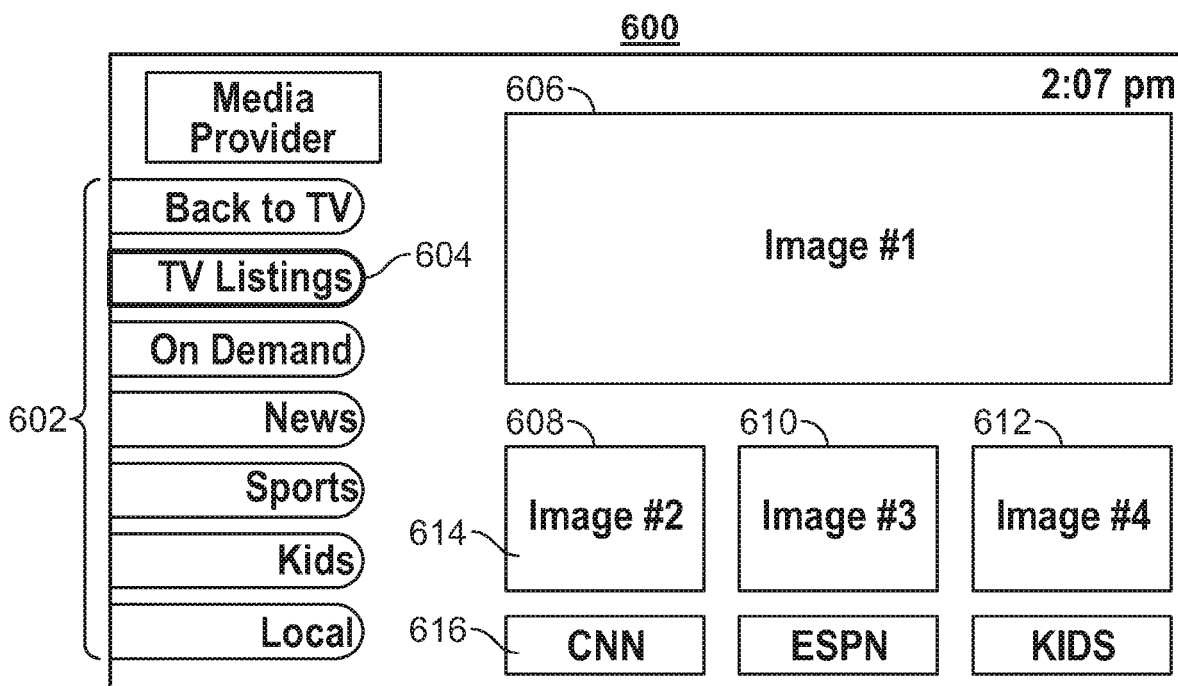 600
2:07 pm
Media
Provider
606
Back to TV
TV Listings
604
Image #1
On Demand
602
News
608
610
612
Sports
614
Image #2
Image #3
Image #4
Kids
Local
616
CNN
ESPN
KIDS